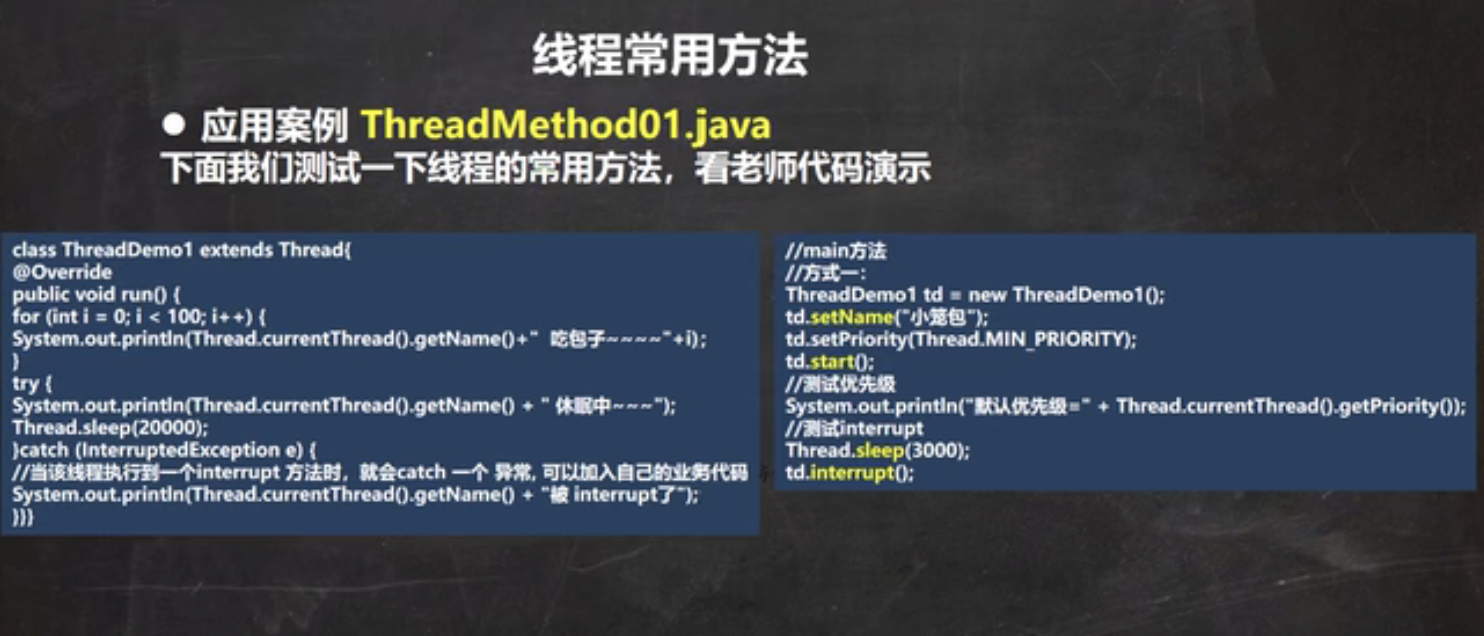 线程常用方法
● 应用案例 ThreadMethod01.java
下面我们测试一下线程的常用方法，看老师代码演示
class ThreadDemo1 extends Thread{
@Override
public void run() {
for (int i = 0; i < 100; i++) {
System.out.println(Thread.currentThread().getName()+" 吃包子~~~~"+i);
}
try {
System.out.println(Thread.currentThread().getName() + " 休眠中~~~");
Thread.sleep(20000);
}catch (InterruptedException e) {
//当该线程执行到一个interrupt 方法时，就会catch 一个 异常, 可以加入自己的业务代码
System.out.println(Thread.currentThread().getName() + "被 interrupt了");
}}}
//main方法
//方式一：
ThreadDemo1 td = new ThreadDemo1();
td.setName("小笼包");
td.setPriority(Thread.MIN_PRIORITY);
td.start();
//测试优先级
System.out.println("默认优先级=" + Thread.currentThread().getPriority());
//测试interrupt
Thread.sleep(3000);
td.interrupt();